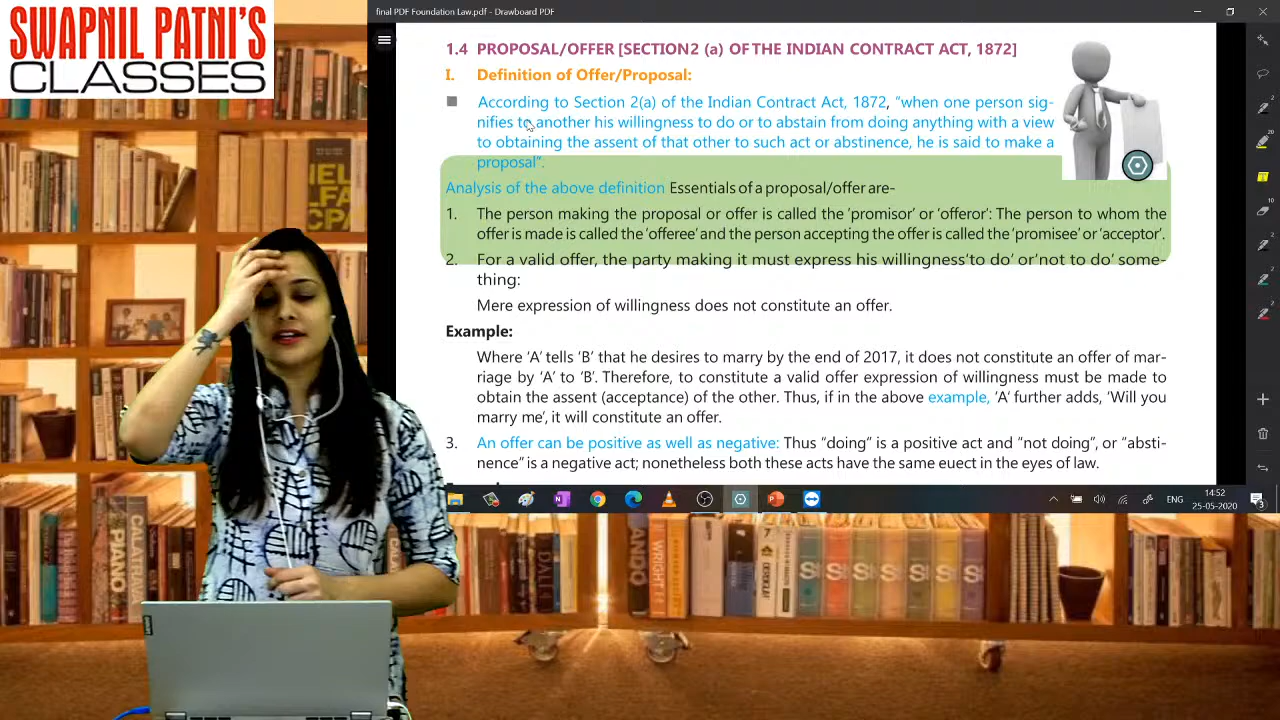 SWAPNIL PATNI'S
CLASSES
final PDF Foundation Law.pdf - Drawboard PDF
1.4 PROPOSAL/OFFER [SECTION 2 (a) OF THE INDIAN CONTRACT ACT, 1872]
I. Definition of Offer/Proposal:
According to Section 2(a) of the Indian Contract Act, 1872, “when one person sig-
nifies to another his willingness to do or to abstain from doing anything with a view
to obtaining the assent of that other to such act or abstinence, he is said to make a
proposal”.
Analysis of the above definition Essentials of a proposal/offer are-
1. The person making the proposal or offer is called the ‘promisor’ or ‘offeror’: The person to whom the
offer is made is called the ‘offeree’ and the person accepting the offer is called the ‘promisee’ or ‘acceptor’.
2. For a valid offer, the party making it must express his willingness ‘to do’ or ‘not to do’ some-
thing:
Mere expression of willingness does not constitute an offer.
Example:
Where ‘A’ tells ‘B’ that he desires to marry by the end of 2017, it does not constitute an offer of mar-
riage by ‘A’ to ‘B’. Therefore, to constitute a valid offer expression of willingness must be made to
obtain the assent (acceptance) of the other. Thus, if in the above example, ‘A’ further adds, ‘Will you
marry me’, it will constitute an offer.
3. An offer can be positive as well as negative: Thus “doing” is a positive act and “not doing”, or “absti-
nence” is a negative act; nonetheless both these acts have the same euect in the eyes of law.
ENG
14:52
25-05-2020
PIANO